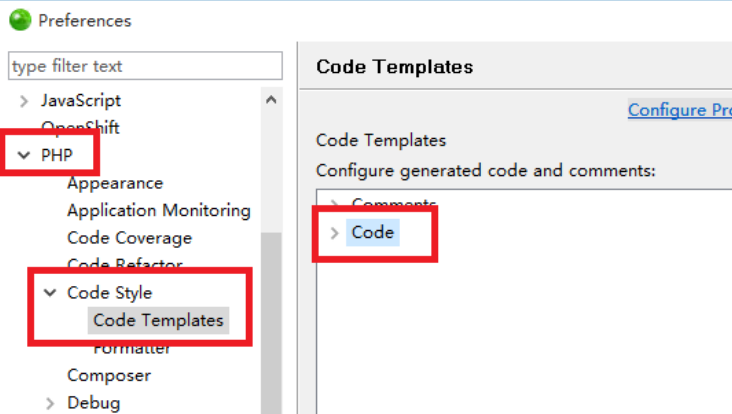 Preferences
type filter text
JavaScript
OpenShift
PHP
Appearance
Application Monitoring
Code Coverage
Code Refactor
Code Style
Code Templates
Formatter
Composer
Debug
Code Templates
Configure Pro
Code Templates
Configure generated code and comments:
Comments
Code